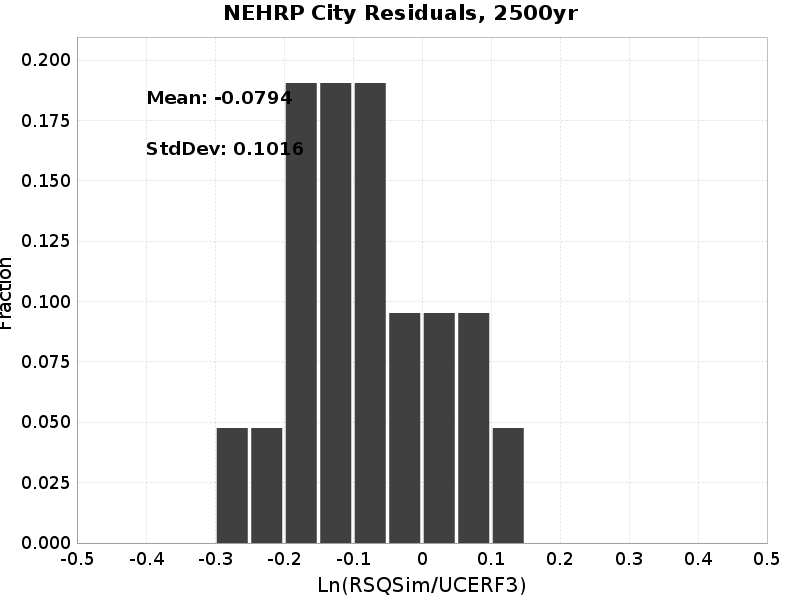 NEHRP City Residuals, 2500yr
Mean: -0.0794
StdDev: 0.1016
Fraction
0.200
0.175
0.150
0.125
0.100
0.075
0.050
0.025
0.000
-0.5 -0.4 -0.3 -0.2 -0.1 0 0.1 0.2 0.3 0.4 0.5
Ln(RSQSim/UCERF3)